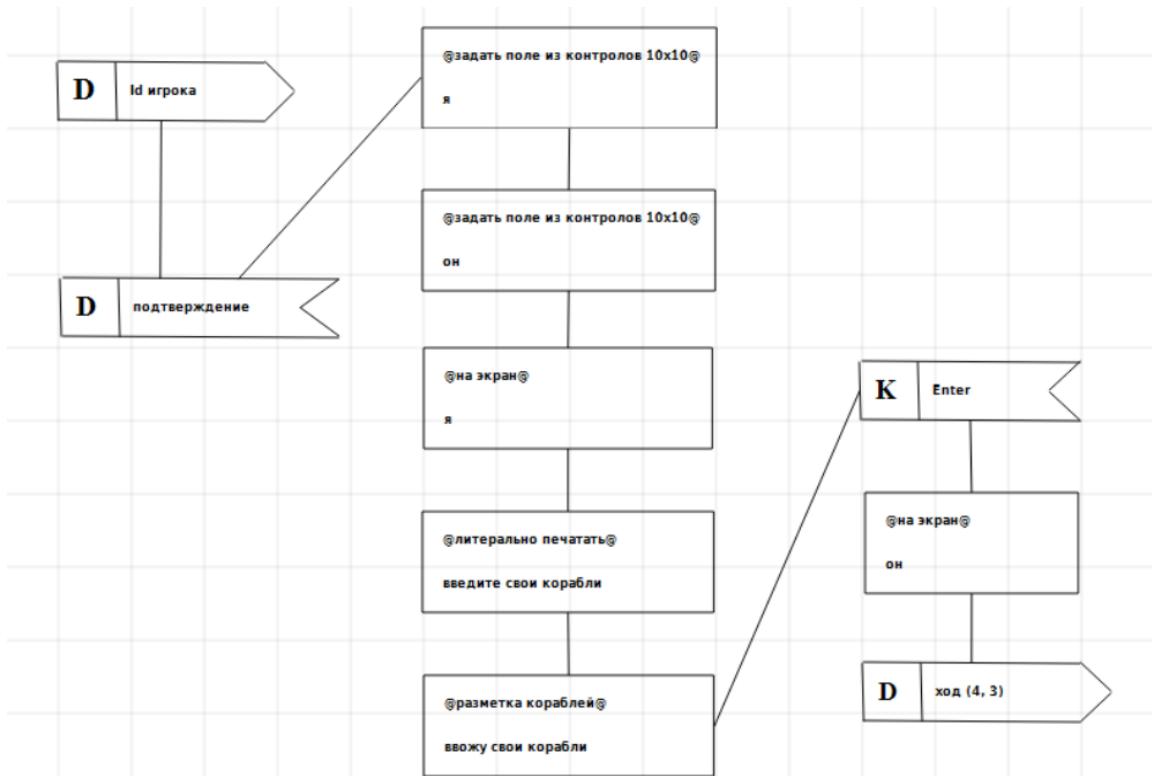 D Id игрока
D подтверждение
@задать поле из контролов 10x10@
я
@задать поле из контролов 10x10@
он
@на экран@
я
@литерально печатать@
введите свои корабли
@разметка кораблей@
ввожу свои корабли
K Enter
@на экран@
он
D ход (4, 3)